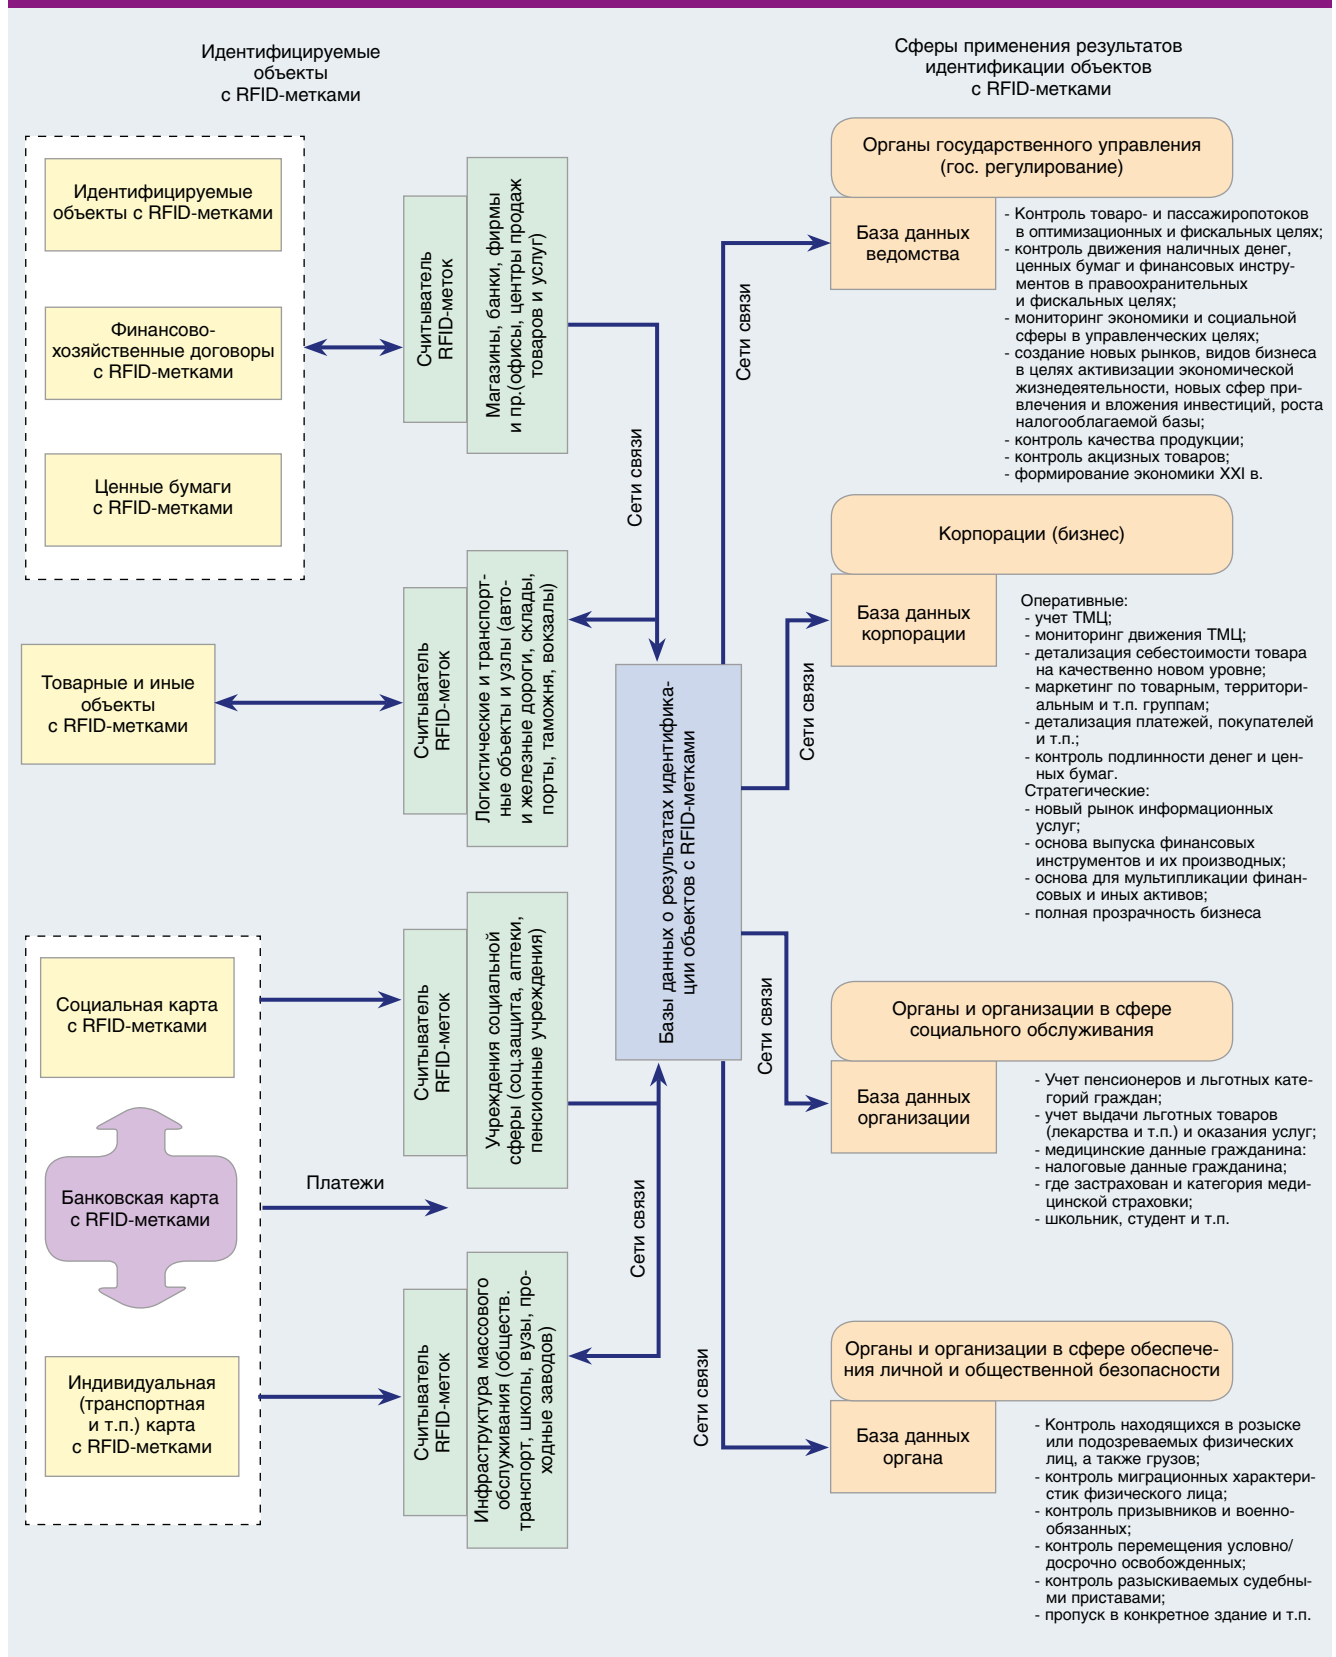 Идентифицируемые
объекты
с RFID-метками
Сферы применения результатов
идентификации объектов
с RFID-метками
Идентифицируемые
объекты с RFID-метками
Финансово-
хозяйственные договоры
с RFID-метками
Ценные бумаги
с RFID-метками
Товарные и иные
объекты
с RFID-метками
Социальная карта
с RFID-метками
Банковская карта
с RFID-метками
Индивидуальная
(транспортная
и т.п.) карта
с RFID-метками
Платежи
Считыватель
RFID-меток
Магазины, банки, фирмы
и пр.(офисы, центры продаж
товаров и услуг)
Считыватель
RFID-меток
Логистические и транспорт-
ные объекты и узлы (авто-
и железные дороги, склады,
порты, таможня, вокзалы)
Считыватель
RFID-меток
Учреждения социальной
сферы (соц.защита, аптеки,
пенсионные учреждения)
Считыватель
RFID-меток
Инфраструктура массового
обслуживания (обществ.
транспорт, школы, вузы, про-
ходные заводов)
Сети связи
Сети связи
Базы данных о результатах идентифика-
ции объектов с RFID-метками
Сети связи
Сети связи
Сети связи
Сети связи
Органы государственного управления
(гос. регулирование)
База данных
ведомства
- Контроль товаро- и пассажиропотоков
в оптимизационных и фискальных целях;
- контроль движения наличных денег,
ценных бумаг и финансовых инстру-
ментов в правоохранительных
и фискальных целях;
- мониторинг экономики и социальной
сферы в управленческих целях;
- создание новых рынков, видов бизнеса
в целях активизации экономической
жизнедеятельности, новых сфер при-
влечения и вложения инвестиций, роста
налогооблагаемой базы;
- контроль качества продукции;
- контроль акцизных товаров;
- формирование экономики XXI в.
Корпорации (бизнес)
База данных
корпорации
Оперативные:
- учет ТМЦ;
- мониторинг движения ТМЦ;
- детализация себестоимости товара
на качественно новом уровне;
- маркетинг по товарным, территори-
альным и т.п. группам;
- детализация платежей, покупателей
и т.п.;
- контроль подлинности денег и цен-
ных бумаг.
Стратегические:
- новый рынок информационных
услуг;
- основа выпуска финансовых
инструментов и их производных;
- основа для мультипликации финан-
совых и иных активов;
- полная прозрачность бизнеса
Органы и организации в сфере
социального обслуживания
База данных
организации
- Учет пенсионеров и льготных кате-
горий граждан;
- учет выдачи льготных товаров
(лекарства и т.п.) и оказания услуг;
- медицинские данные гражданина:
- налоговые данные гражданина;
- где застрахован и категория меди-
цинской страховки;
- школьник, студент и т.п.
Органы и организации в сфере обеспече-
ния личной и общественной безопасности
База данных
органа
- Контроль находящихся в розыске
или подозреваемых физических
лиц, а также грузов;
- контроль миграционных характери-
стик физического лица;
- контроль призывников и военно-
обязанных;
- контроль перемещения условно/
досрочно освобожденных;
- контроль разыскиваемых судебны-
ми приставами;
- пропуск в конкретное здание и т.п.